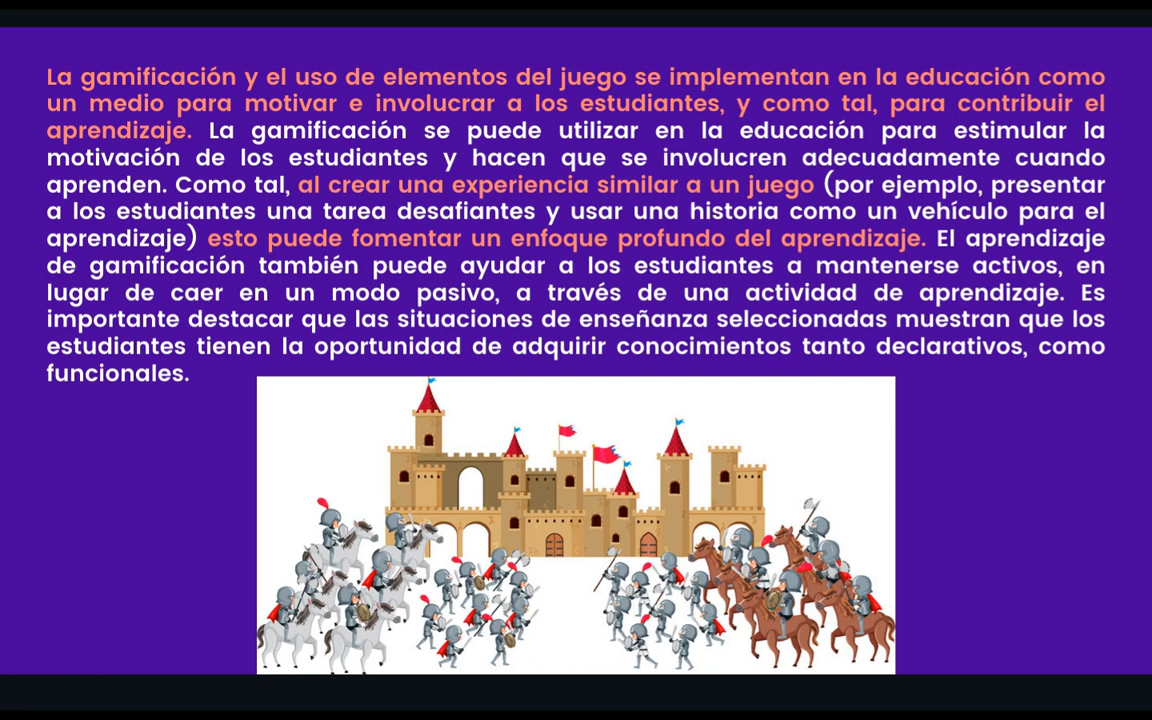 La gamificación y el uso de elementos del juego se implementan en la educación como
un medio para motivar e involucrar a los estudiantes, y como tal, para contribuir el
aprendizaje. La gamificación se puede utilizar en la educación para estimular la
motivación de los estudiantes y hacen que se involucren adecuadamente cuando
aprenden. Como tal, al crear una experiencia similar a un juego (por ejemplo, presentar
a los estudiantes una tarea desafiantes y usar una historia como un vehículo para el
aprendizaje) esto puede fomentar un enfoque profundo del aprendizaje. El aprendizaje
de gamificación también puede ayudar a los estudiantes a mantenerse activos, en
lugar de caer en un modo pasivo, a través de una actividad de aprendizaje. Es
importante destacar que las situaciones de enseñanza seleccionadas muestran que los
estudiantes tienen la oportunidad de adquirir conocimientos tanto declarativos, como
funcionales.